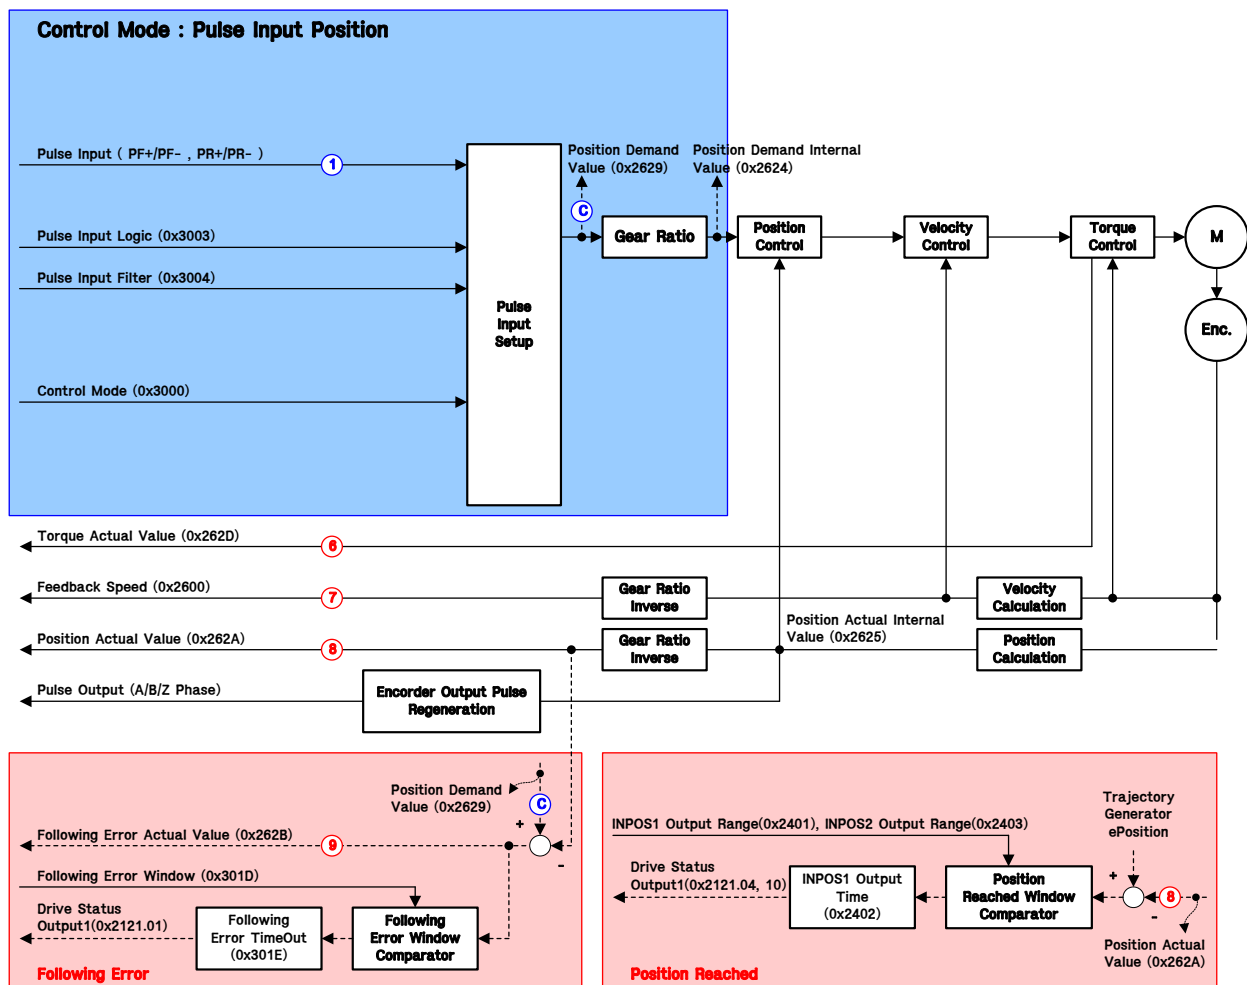 Control Mode : Pulse Input Position
Pulse Input ( PF+/PF- , PR+/PR- )
1
Position Demand
Value (0x2629)
Position Demand Internal
Value (0x2624)
C
Pulse Input Logic (0x3003)
Gear Ratio
Position
Control
Velocity
Control
Torque
Control
M
Pulse Input Filter (0x3004)
Pulse
Input
Setup
Enc.
Control Mode (0x3000)
Torque Actual Value (0x262D)
6
Feedback Speed (0x2600)
7
Gear Ratio
Inverse
Velocity
Calculation
Position Actual Internal
Value (0x2625)
Position Actual Value (0x262A)
8
Gear Ratio
Inverse
Position
Calculation
Pulse Output (A/B/Z Phase)
Encorder Output Pulse
Regeneration
Position Demand
Value (0x2629)
C
+
-
Following Error Actual Value (0x262B)
9
Following Error Window (0x301D)
Drive Status
Output1(0x2121.01)
Following
Error TimeOut
(0x301E)
Following
Error Window
Comparator
Following Error
Trajectory
Generator
ePosition
INPOS1 Output Range(0x2401), INPOS2 Output Range(0x2403)
Drive Status
Output1(0x2121.04, 10)
INPOS1 Output
Time
(0x2402)
Position
Reached Window
Comparator
+
-
8
Position Actual
Value (0x262A)
Position Reached